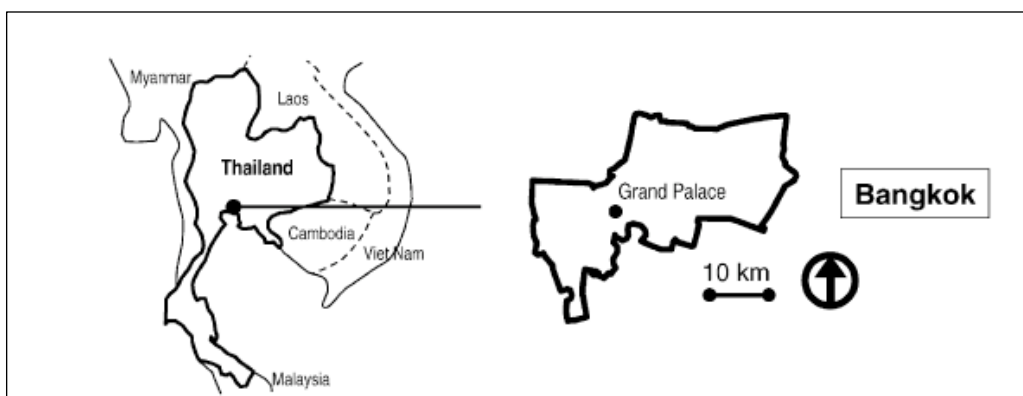 Myanmar
Laos
Thailand
Cambodia
Viet Nam
Malaysia
Grand Palace
10 km
Bangkok